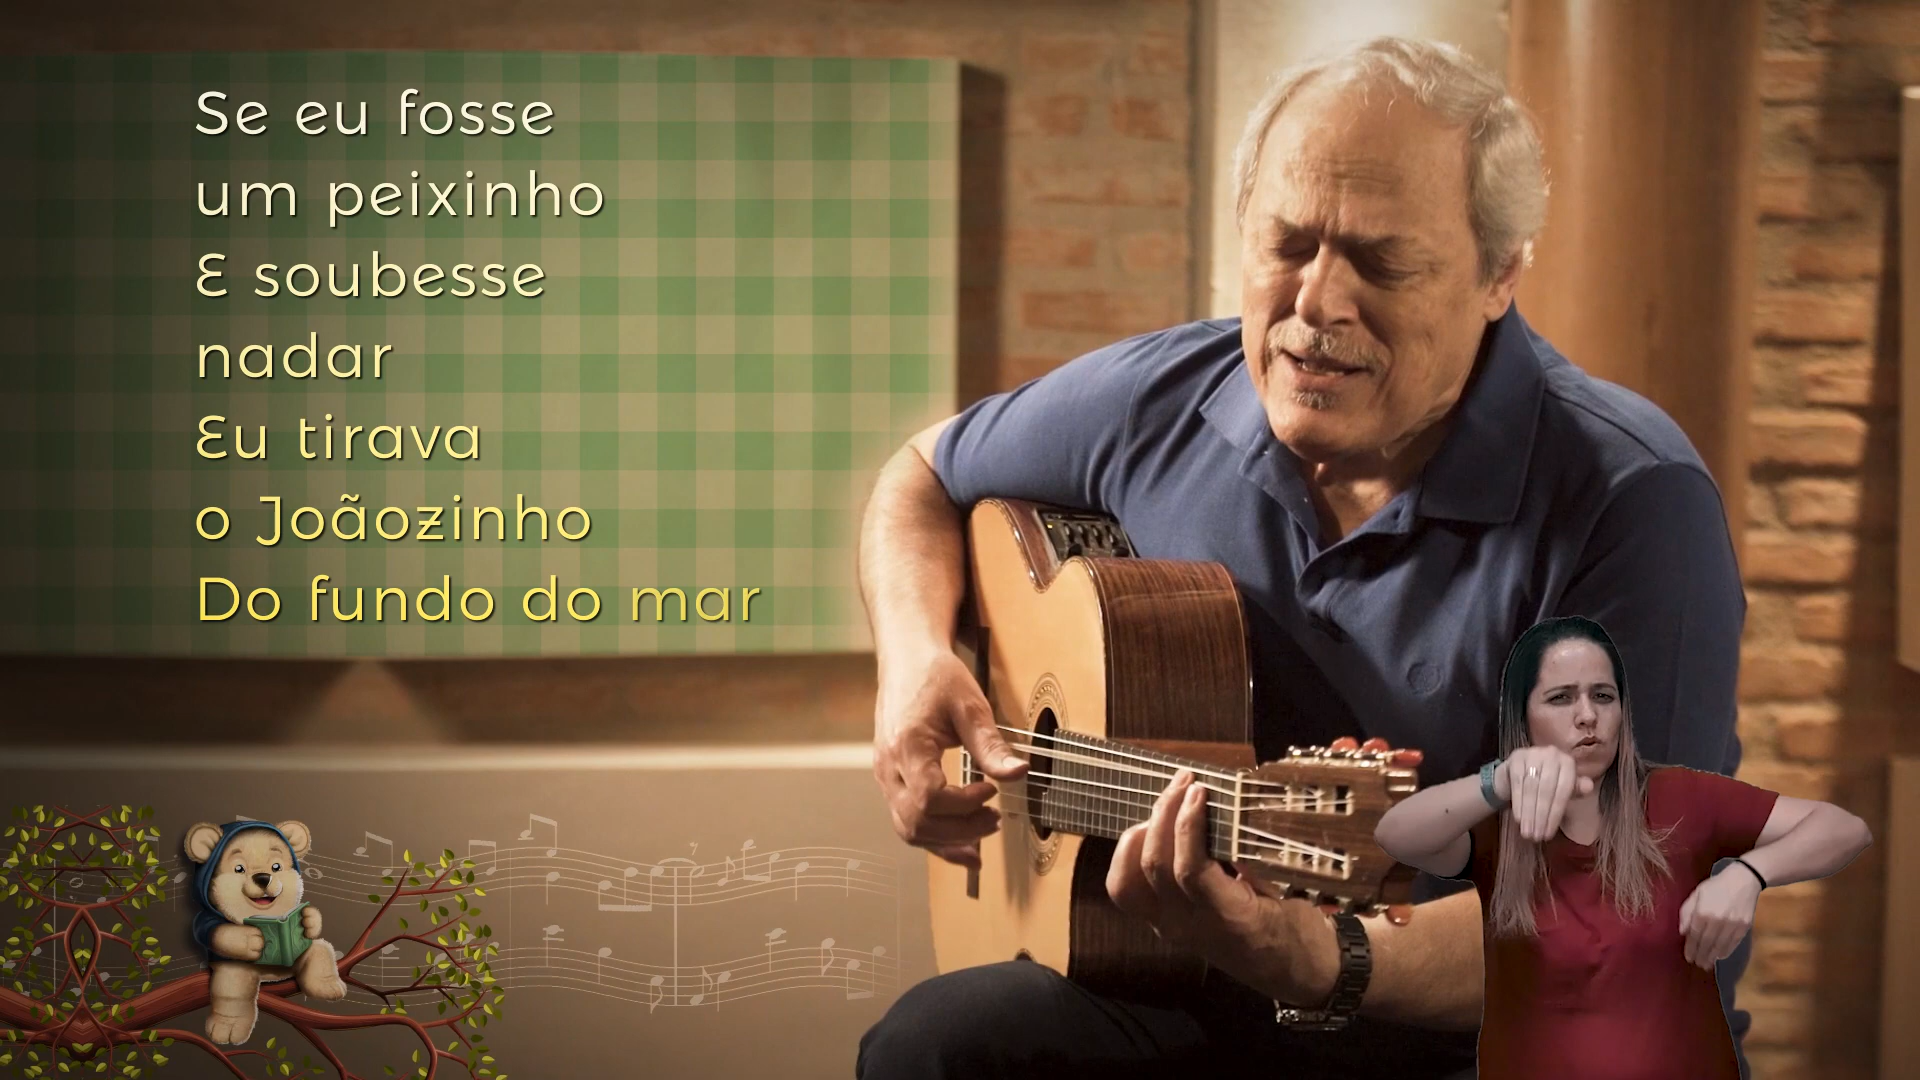 Se eu fosse
um peixinho
E soubesse
nadar
Eu tirava
o Joãozinho
Do fundo do mar